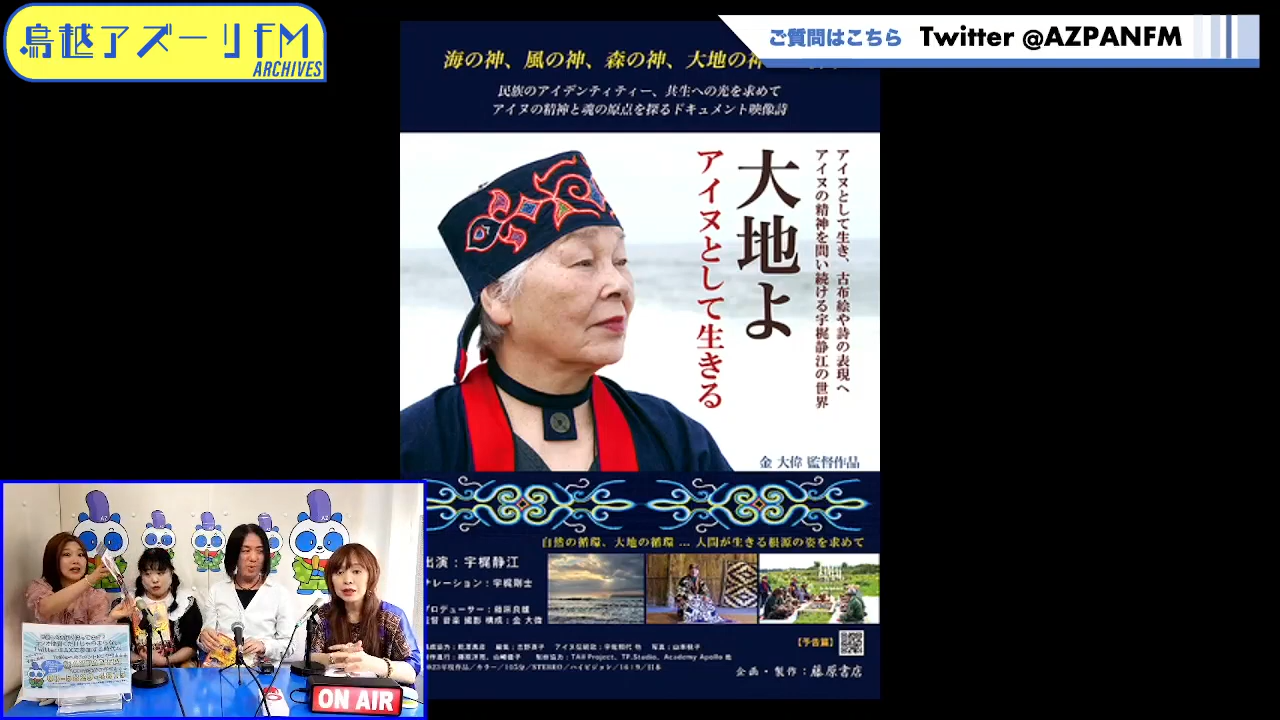 鳥越アズーリFM
ARCHIVES
ご質問はこちら Twitter @AZPANFM
海の神、風の神、森の神、大地の神
民族のアイデンティティー、共生への光を求めて
アイヌの精神と魂の原点を探るドキュメント映像詩
アイヌとして生き、古布絵や詩の表現へ
アイヌの精神を問い続ける宇梶静江の世界
大地よ
アイヌとして生きる
金 大偉 監督作品
自然の循環、大地の循環 … 人間が生きる根源の姿を求めて
出演：宇梶静江
ナレーション：宇梶剛士
プロデューサー：藤原良雄
監督 音楽 撮影 構成：金 大偉
【予告篇】
企画・製作：藤原書店
ON AIR